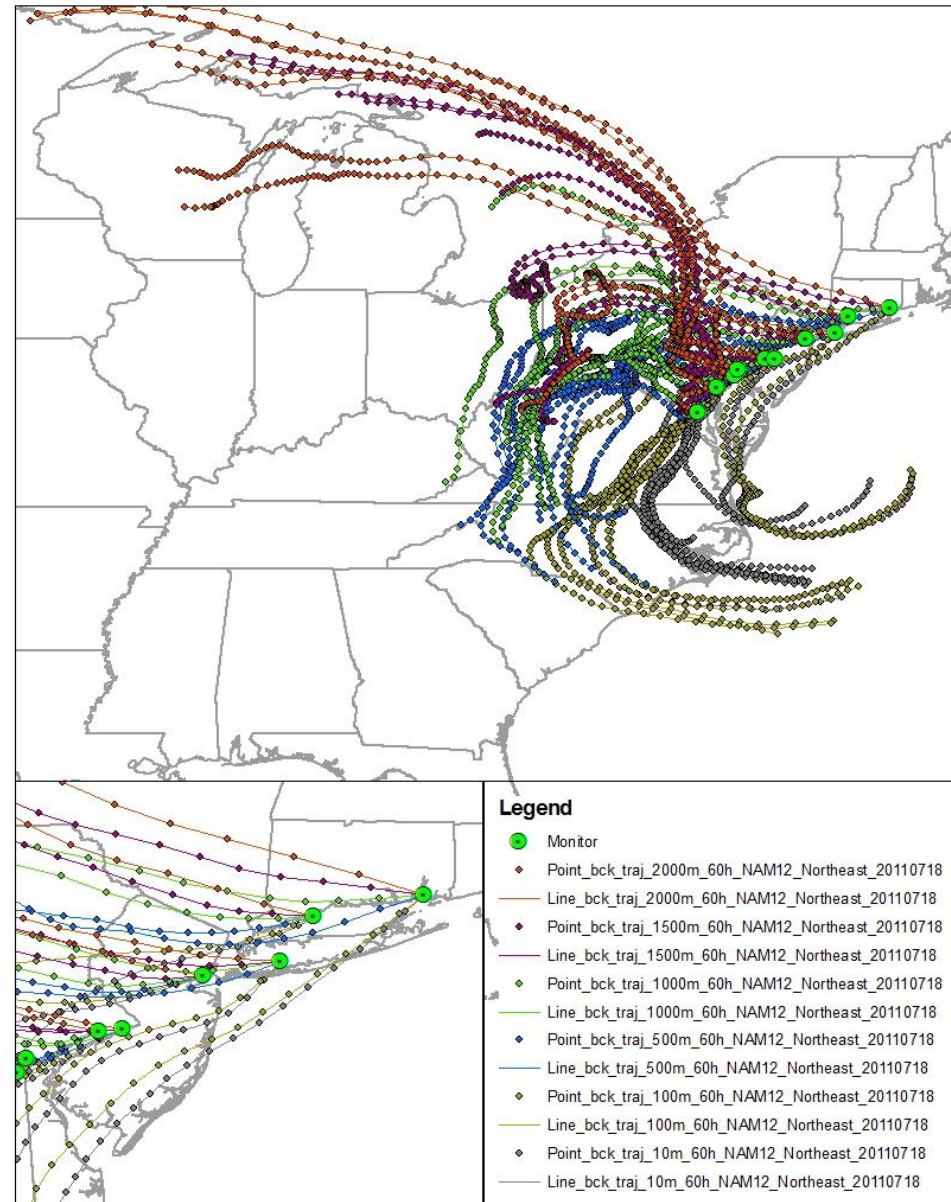 Legend
Monitor
Point_bck_traj_2000m_60h_NAM12_Northeast_20110718
Line_bck_traj_2000m_60h_NAM12_Northeast_20110718
Point_bck_traj_1500m_60h_NAM12_Northeast_20110718
Line_bck_traj_1500m_60h_NAM12_Northeast_20110718
Point_bck_traj_1000m_60h_NAM12_Northeast_20110718
Line_bck_traj_1000m_60h_NAM12_Northeast_20110718
Point_bck_traj_500m_60h_NAM12_Northeast_20110718
Line_bck_traj_500m_60h_NAM12_Northeast_20110718
Point_bck_traj_100m_60h_NAM12_Northeast_20110718
Line_bck_traj_100m_60h_NAM12_Northeast_20110718
Point_bck_traj_10m_60h_NAM12_Northeast_20110718
Line_bck_traj_10m_60h_NAM12_Northeast_20110718